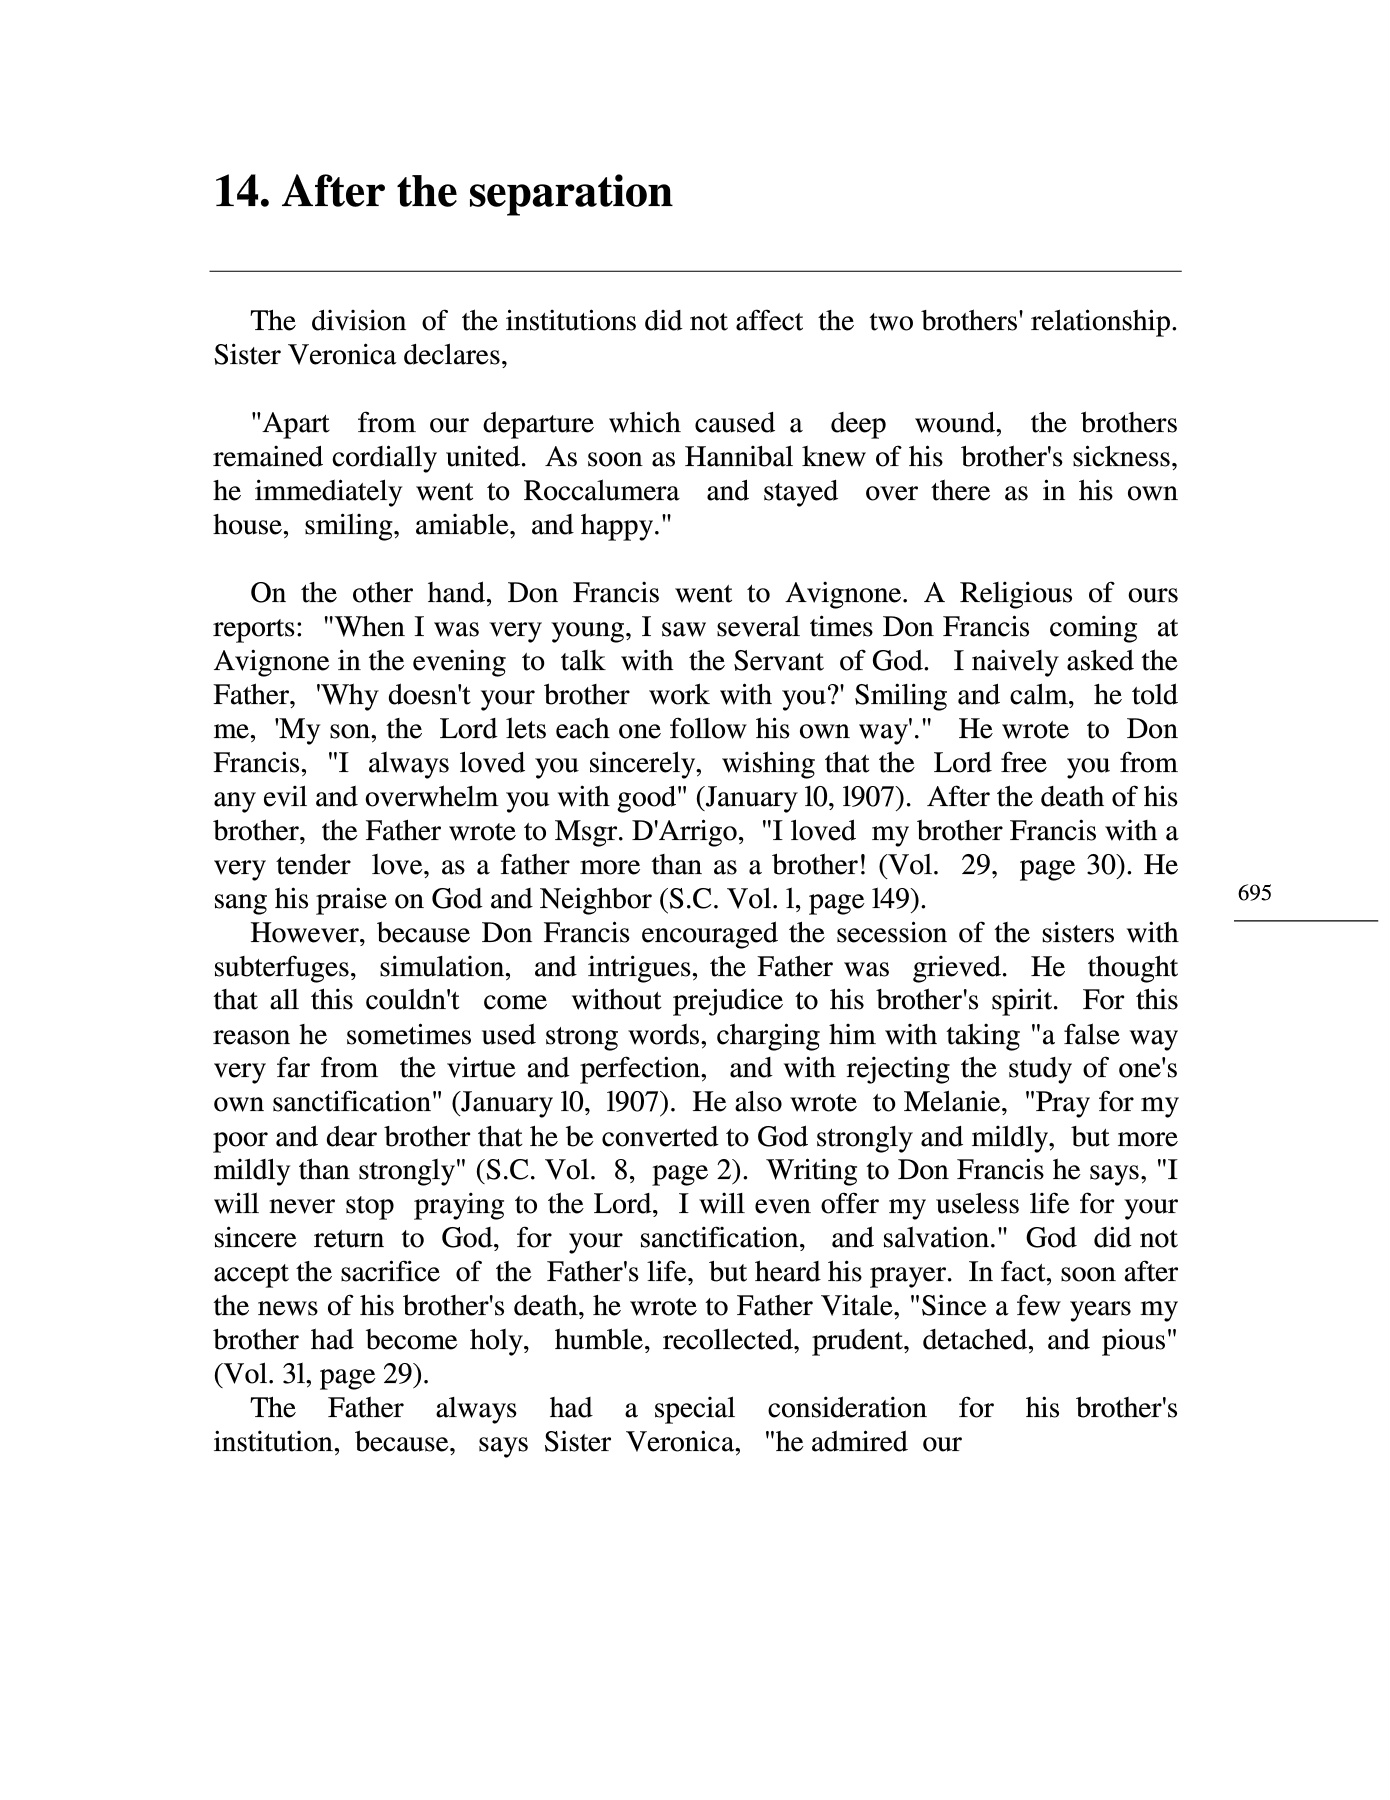 14. After the separation
The division of the institutions did not affect the two brothers' relationship.
Sister Veronica declares,
"Apart from our departure which caused a deep wound, the brothers
remained cordially united. As soon as Hannibal knew of his brother's sickness,
he immediately went to Roccalumera and stayed over there as in his own
house, smiling, amiable, and happy."
On the other hand, Don Francis went to Avignone. A Religious of ours
reports: "When I was very young, I saw several times Don Francis coming at
Avignone in the evening to talk with the Servant of God. I naively asked the
Father, 'Why doesn't your brother work with you?' Smiling and calm, he told
me, 'My son, the Lord lets each one follow his own way'." He wrote to Don
Francis, "I always loved you sincerely, wishing that the Lord free you from
any evil and overwhelm you with good" (January l0, l907). After the death of his
brother, the Father wrote to Msgr. D'Arrigo, "I loved my brother Francis with a
very tender love, as a father more than as a brother! (Vol. 29, page 30). He
sang his praise on God and Neighbor (S.C. Vol. l, page l49).
695
However, because Don Francis encouraged the secession of the sisters with
subterfuges, simulation, and intrigues, the Father was grieved. He thought
that all this couldn't come without prejudice to his brother's spirit. For this
reason he sometimes used strong words, charging him with taking "a false way
very far from the virtue and perfection, and with rejecting the study of one's
own sanctification" (January l0, l907). He also wrote to Melanie, "Pray for my
poor and dear brother that he be converted to God strongly and mildly, but more
mildly than strongly" (S.C. Vol. 8, page 2). Writing to Don Francis he says, "I
will never stop praying to the Lord, I will even offer my useless life for your
sincere return to God, for your sanctification, and salvation." God did not
accept the sacrifice of the Father's life, but heard his prayer. In fact, soon after
the news of his brother's death, he wrote to Father Vitale, "Since a few years my
brother had become holy, humble, recollected, prudent, detached, and pious"
(Vol. 3l, page 29).
The Father always had a special consideration for his brother's
institution, because, says Sister Veronica, "he admired our